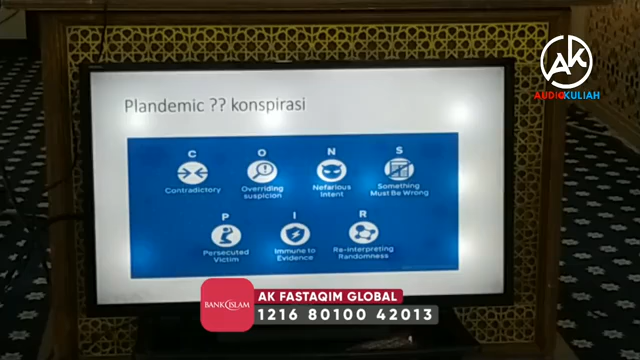 AK
AUDIOKULIAH
Plandemic ?? konspirasi
C O N S
Contradictory
Overriding suspicion
Nefarious Intent
Something Must Be Wrong
P I R
Persecuted Victim
Immune to Evidence
Re-interpreting Randomness
BANK ISLAM
AK FASTAQIM GLOBAL
1216 80100 42013